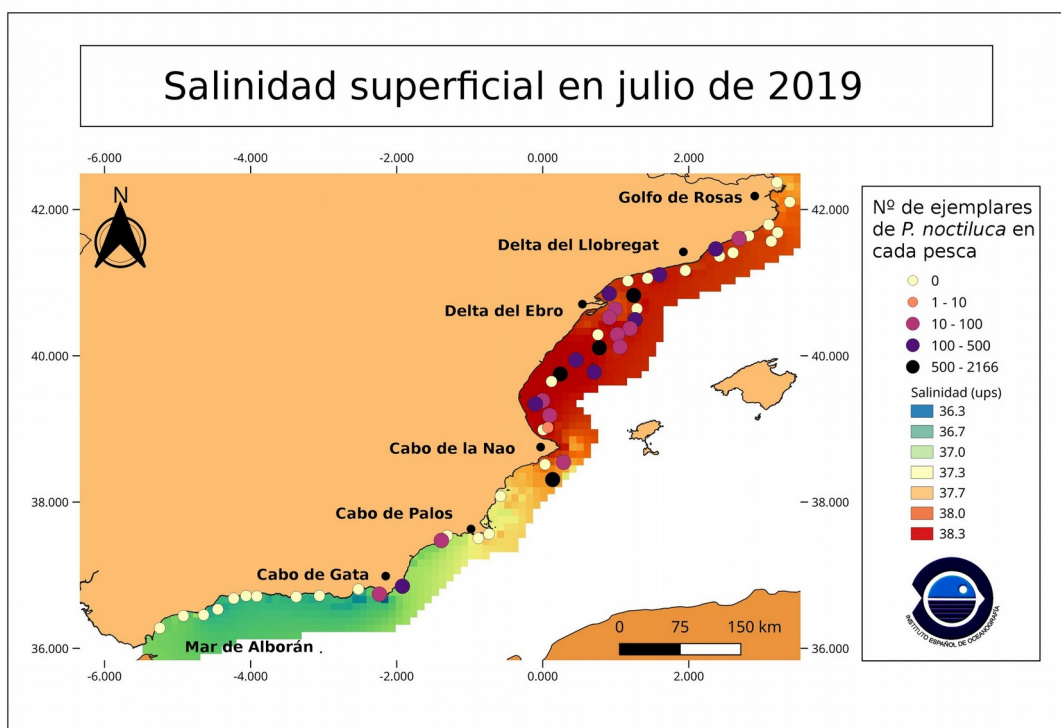 Salinidad superficial en julio de 2019
-6.000 -4.000 -2.000 0.000 2.000
N
42.000
40.000
38.000
36.000
Golfo de Rosas
Delta del Llobregat
Delta del Ebro
Cabo de la Nao
Cabo de Palos
Cabo de Gata
Mar de Alborán
0 75 150 km
42.000
40.000
38.000
36.000
-6.000 -4.000 -2.000 0.000 2.000
Nº de ejemplares
de P. noctiluca en
cada pesca
0
1 - 10
10 - 100
100 - 500
500 - 2166
Salinidad (ups)
36.3
36.7
37.0
37.3
37.7
38.0
38.3
INSTITUTO ESPAÑOL DE OCEANOGRAFÍA